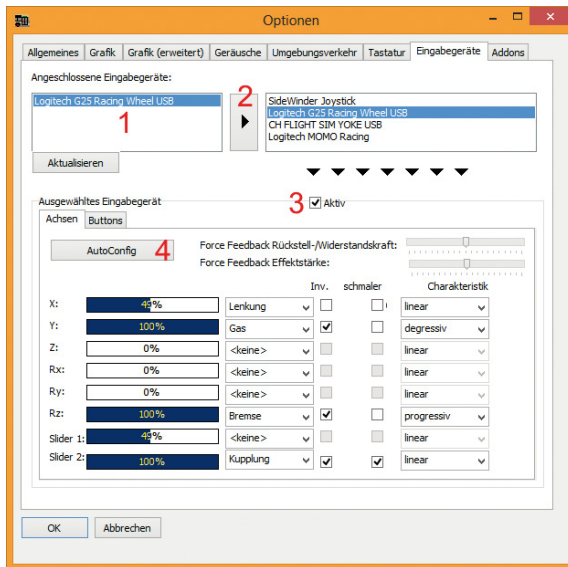 Optionen
Allgemeines Grafik Grafik (erweitert) Geräusche Umgebungsverkehr Tastatur Eingabegeräte Addons
Angeschlossene Eingabegeräte:
Logitech G25 Racing Wheel USB
1
2
SideWinder Joystick
Logitech G25 Racing Wheel USB
CH FLIGHT SIM YOKE USB
Logitech MOMO Racing
Aktualisieren
Ausgewähltes Eingabegerät 3 Aktiv
Achsen Buttons
AutoConfig 4 Force Feedback Rückstell-/Widerstandskraft:
Force Feedback Effektstärke:
Inv. schmaler Charakteristik
X: 49% Lenkung linear
Y: 100% Gas degressiv
Z: 0% <keine> linear
Rx: 0% <keine> linear
Ry: 0% <keine> linear
Rz: 100% Bremse progressiv
Slider 1: 49% <keine> linear
Slider 2: 100% Kupplung linear
OK Abbrechen